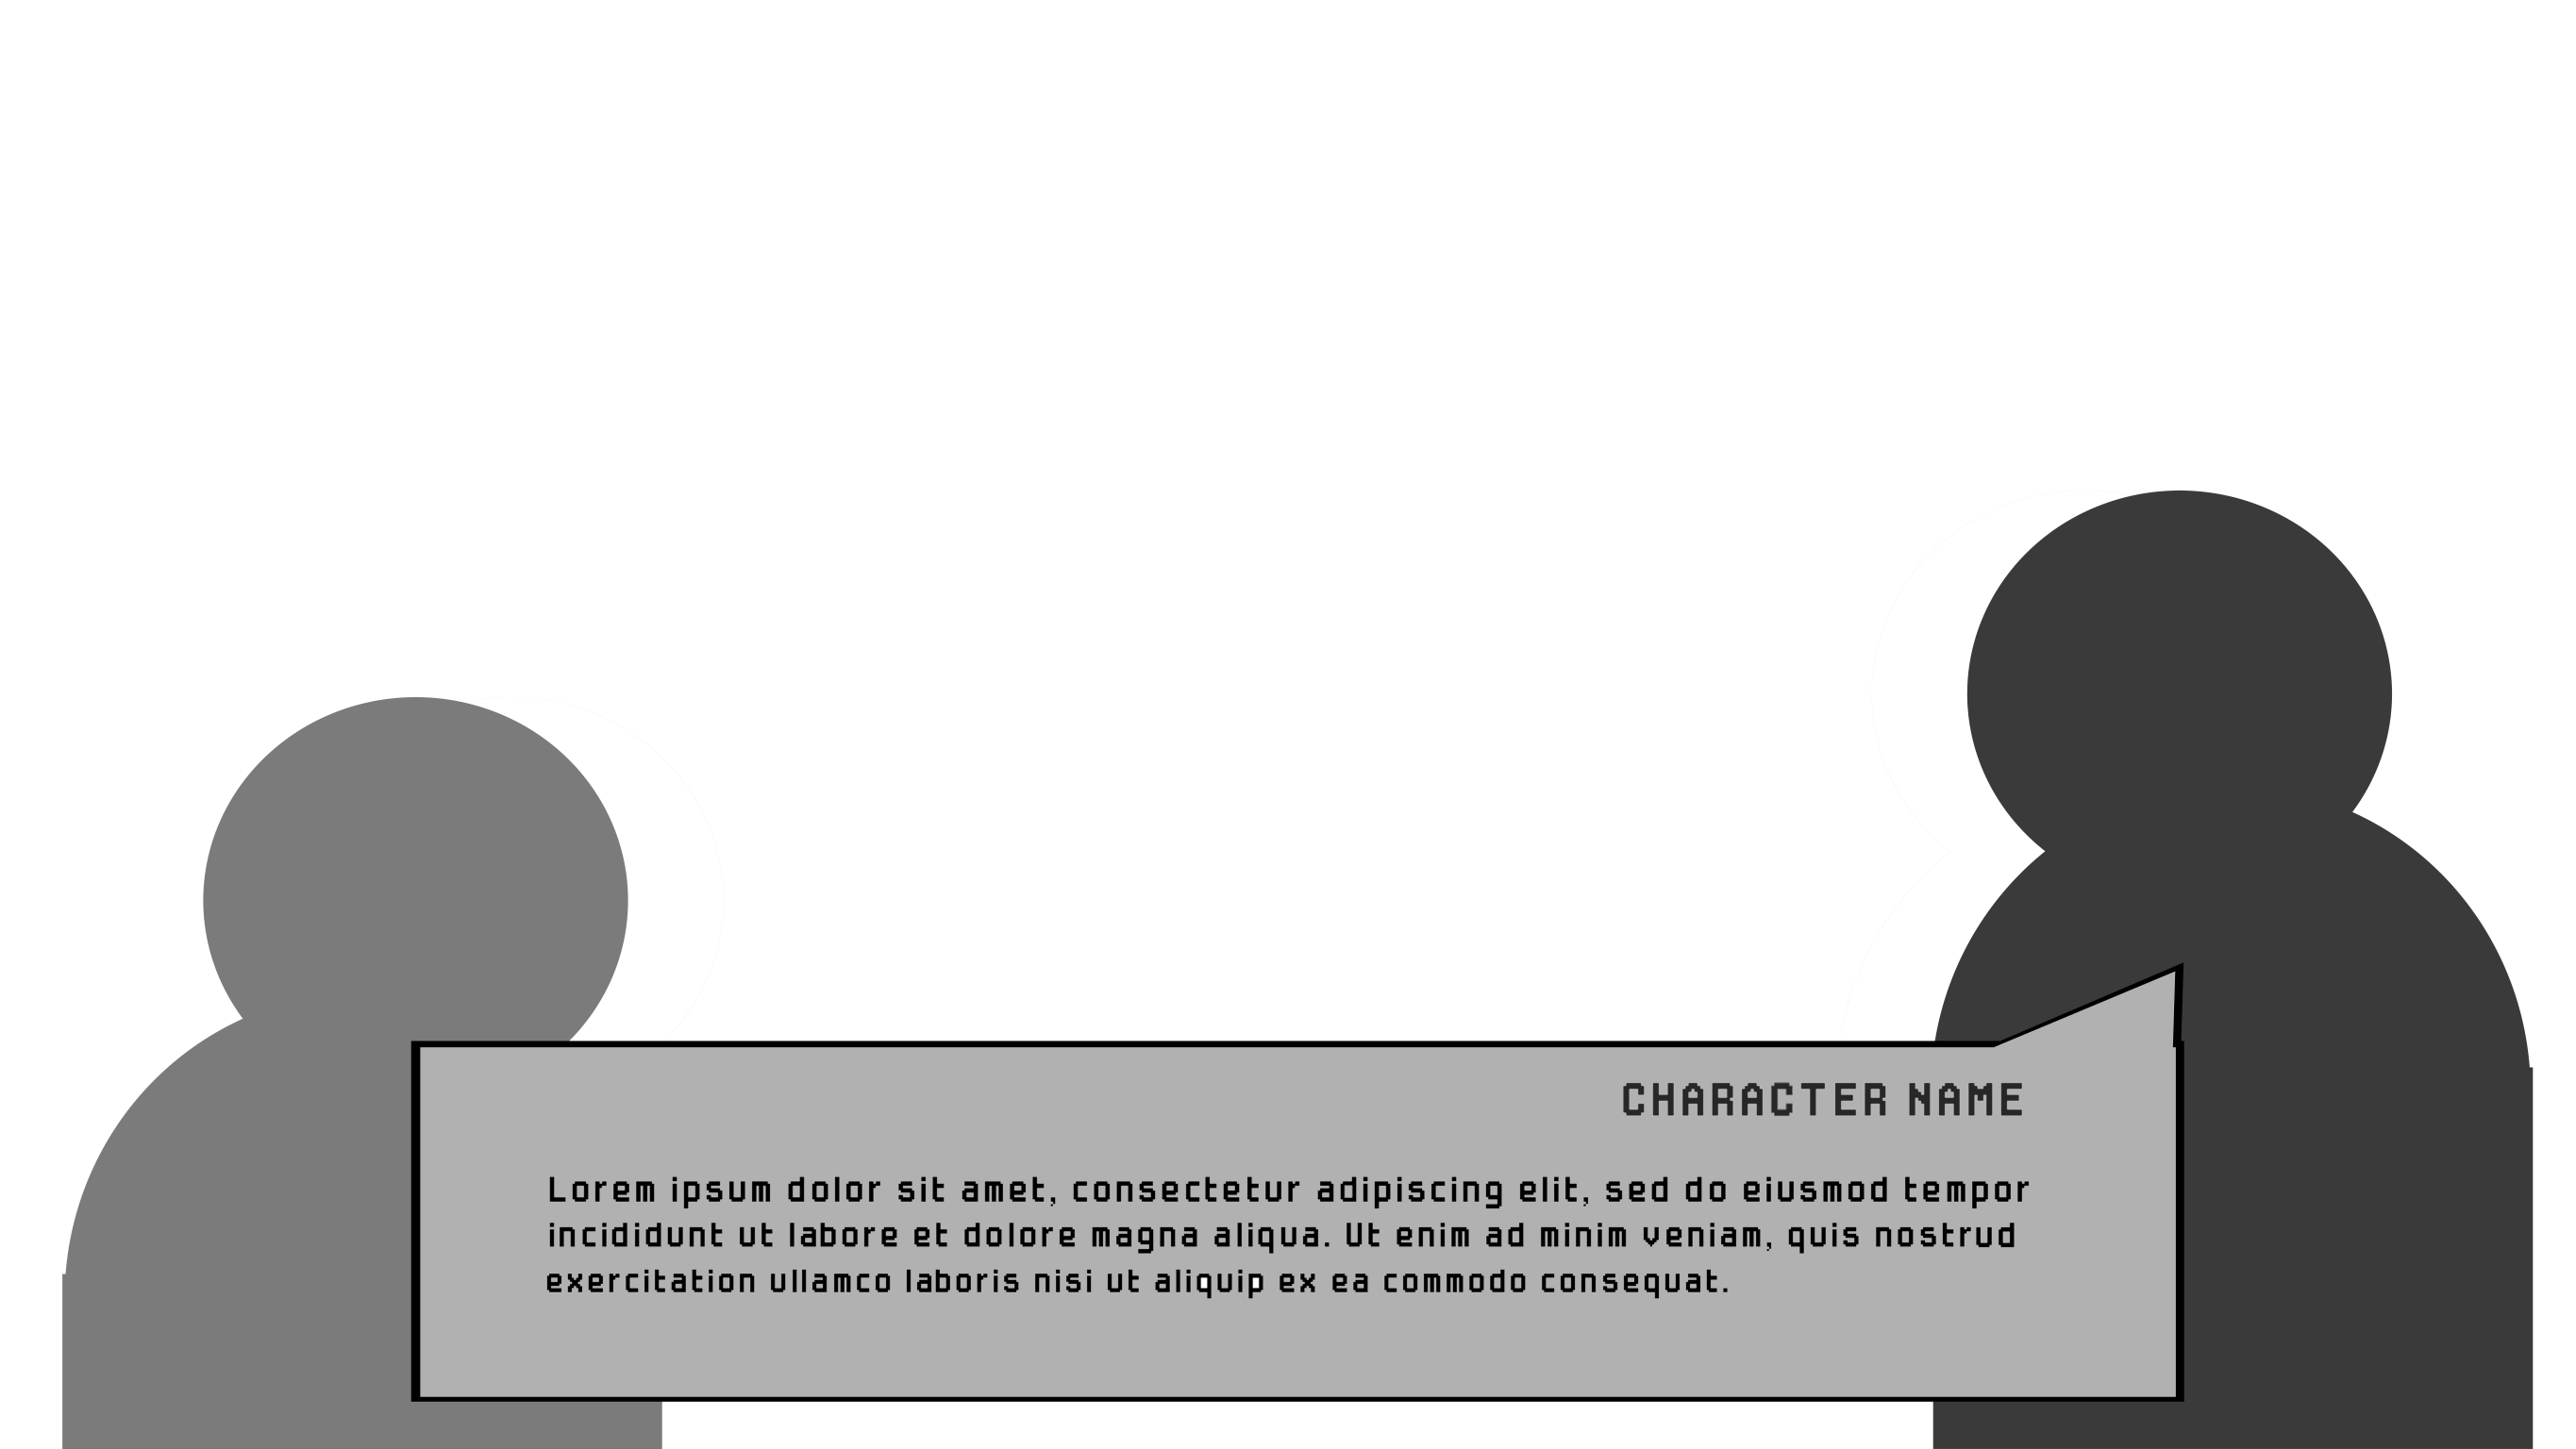 CHARACTER NAME
Lorem ipsum dolor sit amet, consectetur adipiscing elit, sed do eiusmod tempor
incididunt ut labore et dolore magna aliqua. Ut enim ad minim veniam, quis nostrud
exercitation ullamco laboris nisi ut aliquip ex ea commodo consequat.